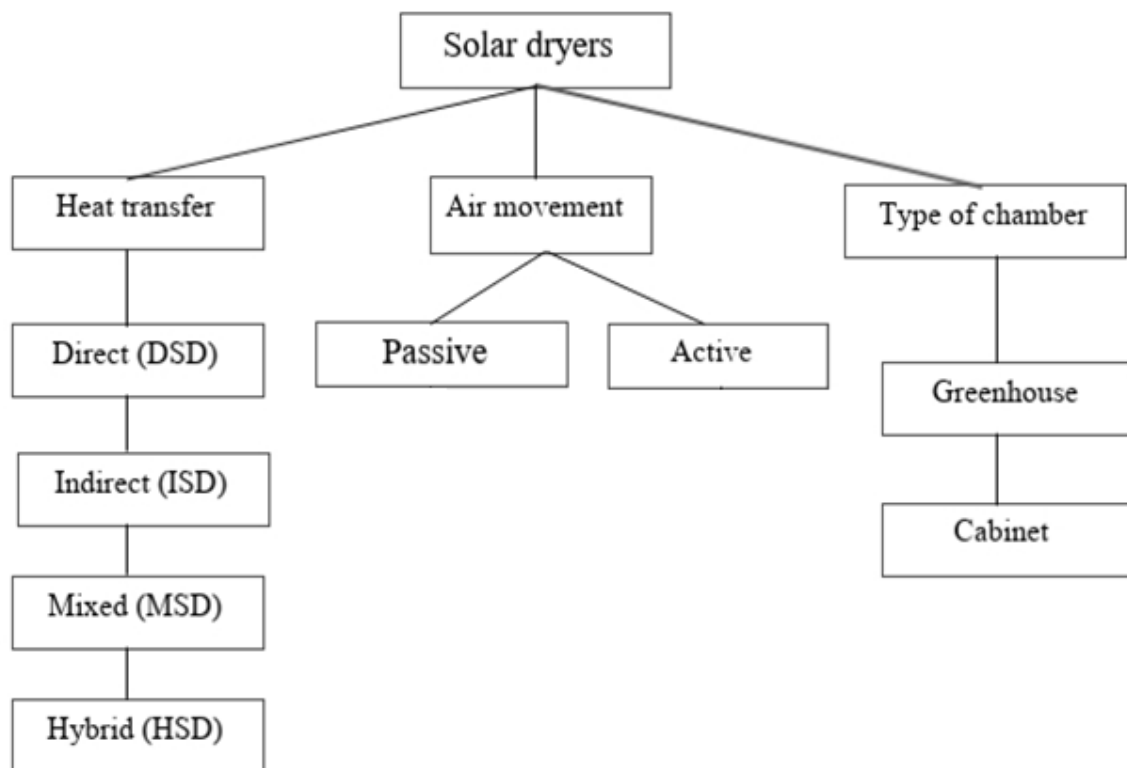 Solar dryers
Heat transfer
Air movement
Type of chamber
Direct (DSD)
Passive
Active
Greenhouse
Indirect (ISD)
Cabinet
Mixed (MSD)
Hybrid (HSD)